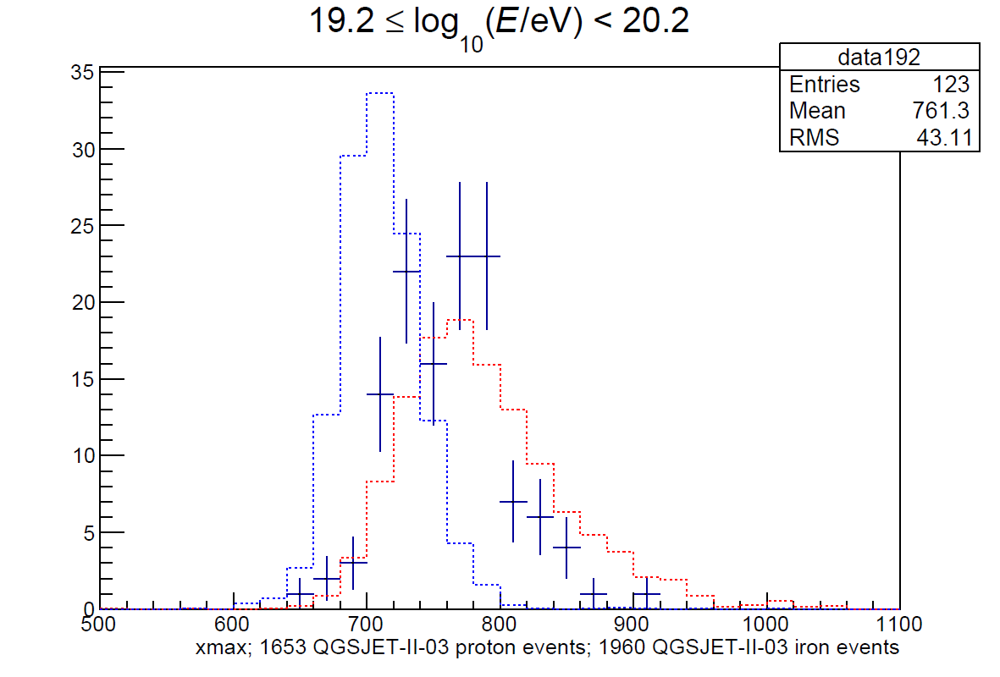 19.2 ≤ log10(E/eV) < 20.2
data192
Entries 123
Mean 761.3
RMS 43.11
35
30
25
20
15
10
5
0
500 600 700 800 900 1000 1100
xmax; 1653 QGSJET-II-03 proton events; 1960 QGSJET-II-03 iron events